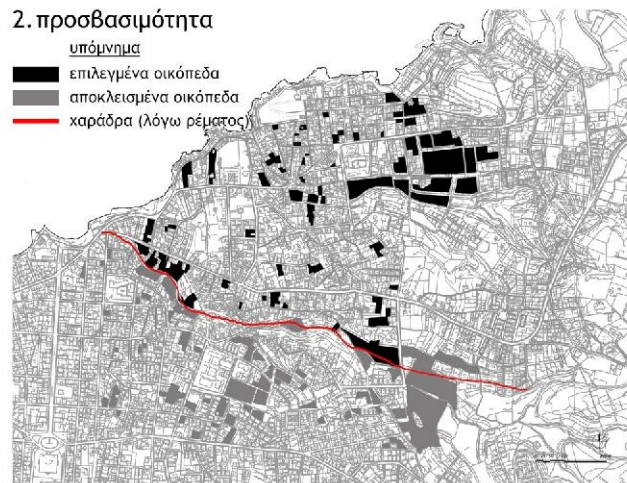 2. προσβασιμότητα
υπόμνημα
επιλεγμένα οικόπεδα
αποκλεισμένα οικόπεδα
χαράδρα (λόγω ρέματος)